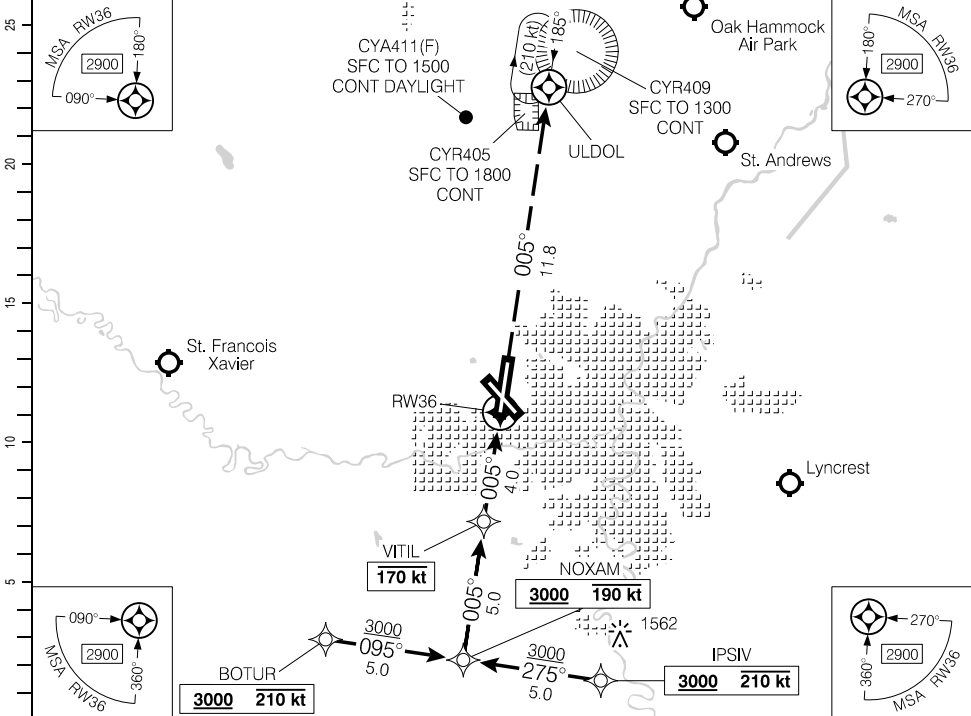 25
20
15
10
5
MSA RW36
2900
180°
090°
MSA RW36
2900
180°
270°
CYA411(F)
SFC TO 1500
CONT DAYLIGHT
(210 kt)
185°
Oak Hammock
Air Park
CYR409
SFC TO 1300
CONT
CYR405
SFC TO 1800
CONT
ULDOL
St. Andrews
005°
11.8
St. Francois
Xavier
RW36
005°
4.0
Lyncrest
VITIL
170 kt
NOXAM
3000 190 kt
005°
5.0
1562
3000
095°
5.0
3000
275°
5.0
BOTUR
3000 210 kt
IPSIV
3000 210 kt
090°
360°
2900
MSA RW36
270°
360°
2900
MSA RW36